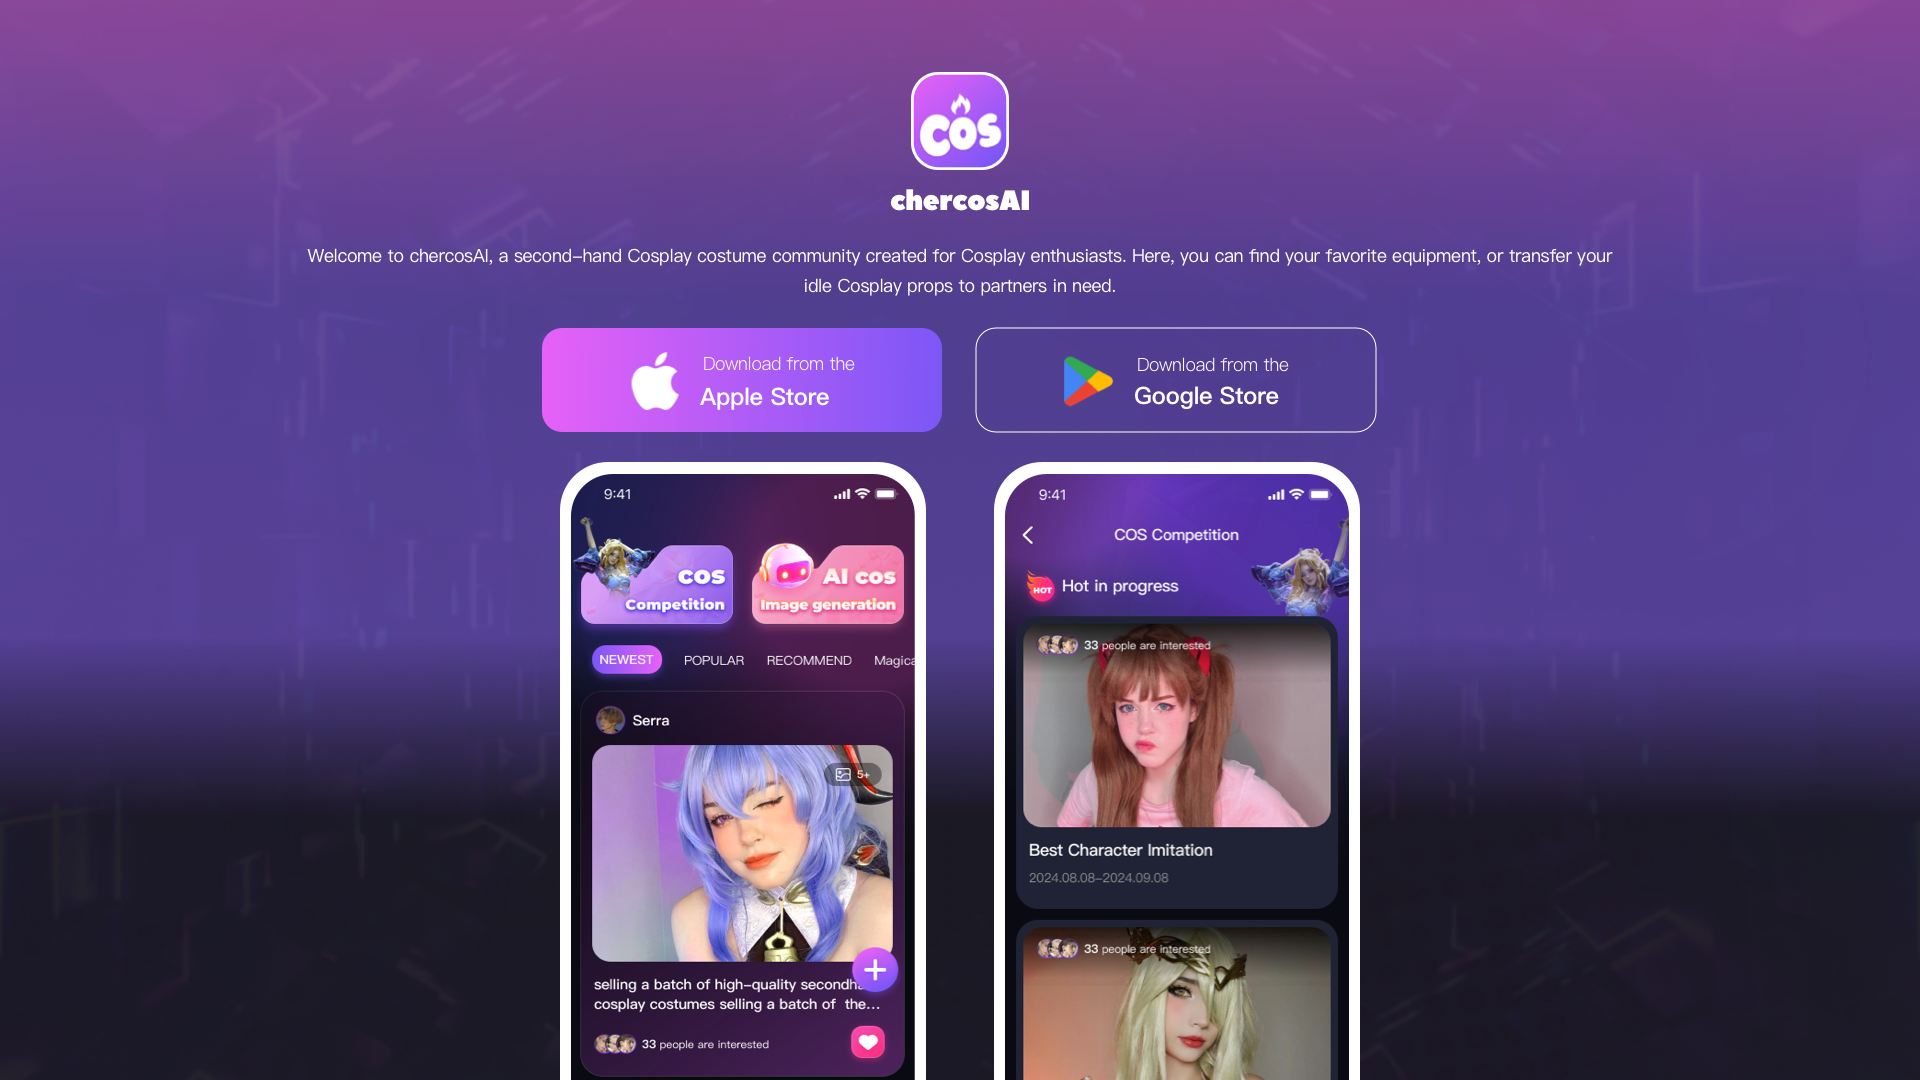 COS
chercosAI
Welcome to chercosAI, a second-hand Cosplay costume community created for Cosplay enthusiasts. Here, you can find your favorite equipment, or transfer your
idle Cosplay props to partners in need.
Download from the
Apple Store
Download from the
Google Store
9:41
cos
Competition
AI cos
Image generation
NEWEST
POPULAR
RECOMMEND
Serra
5+
selling a batch of high-quality
cosplay costumes selling a batch of the...
33 people are interested
9:41
COS Competition
HOT
Hot in progress
33 people are interested
Best Character Imitation
2024.08.08-2024.09.08
33 people are interested